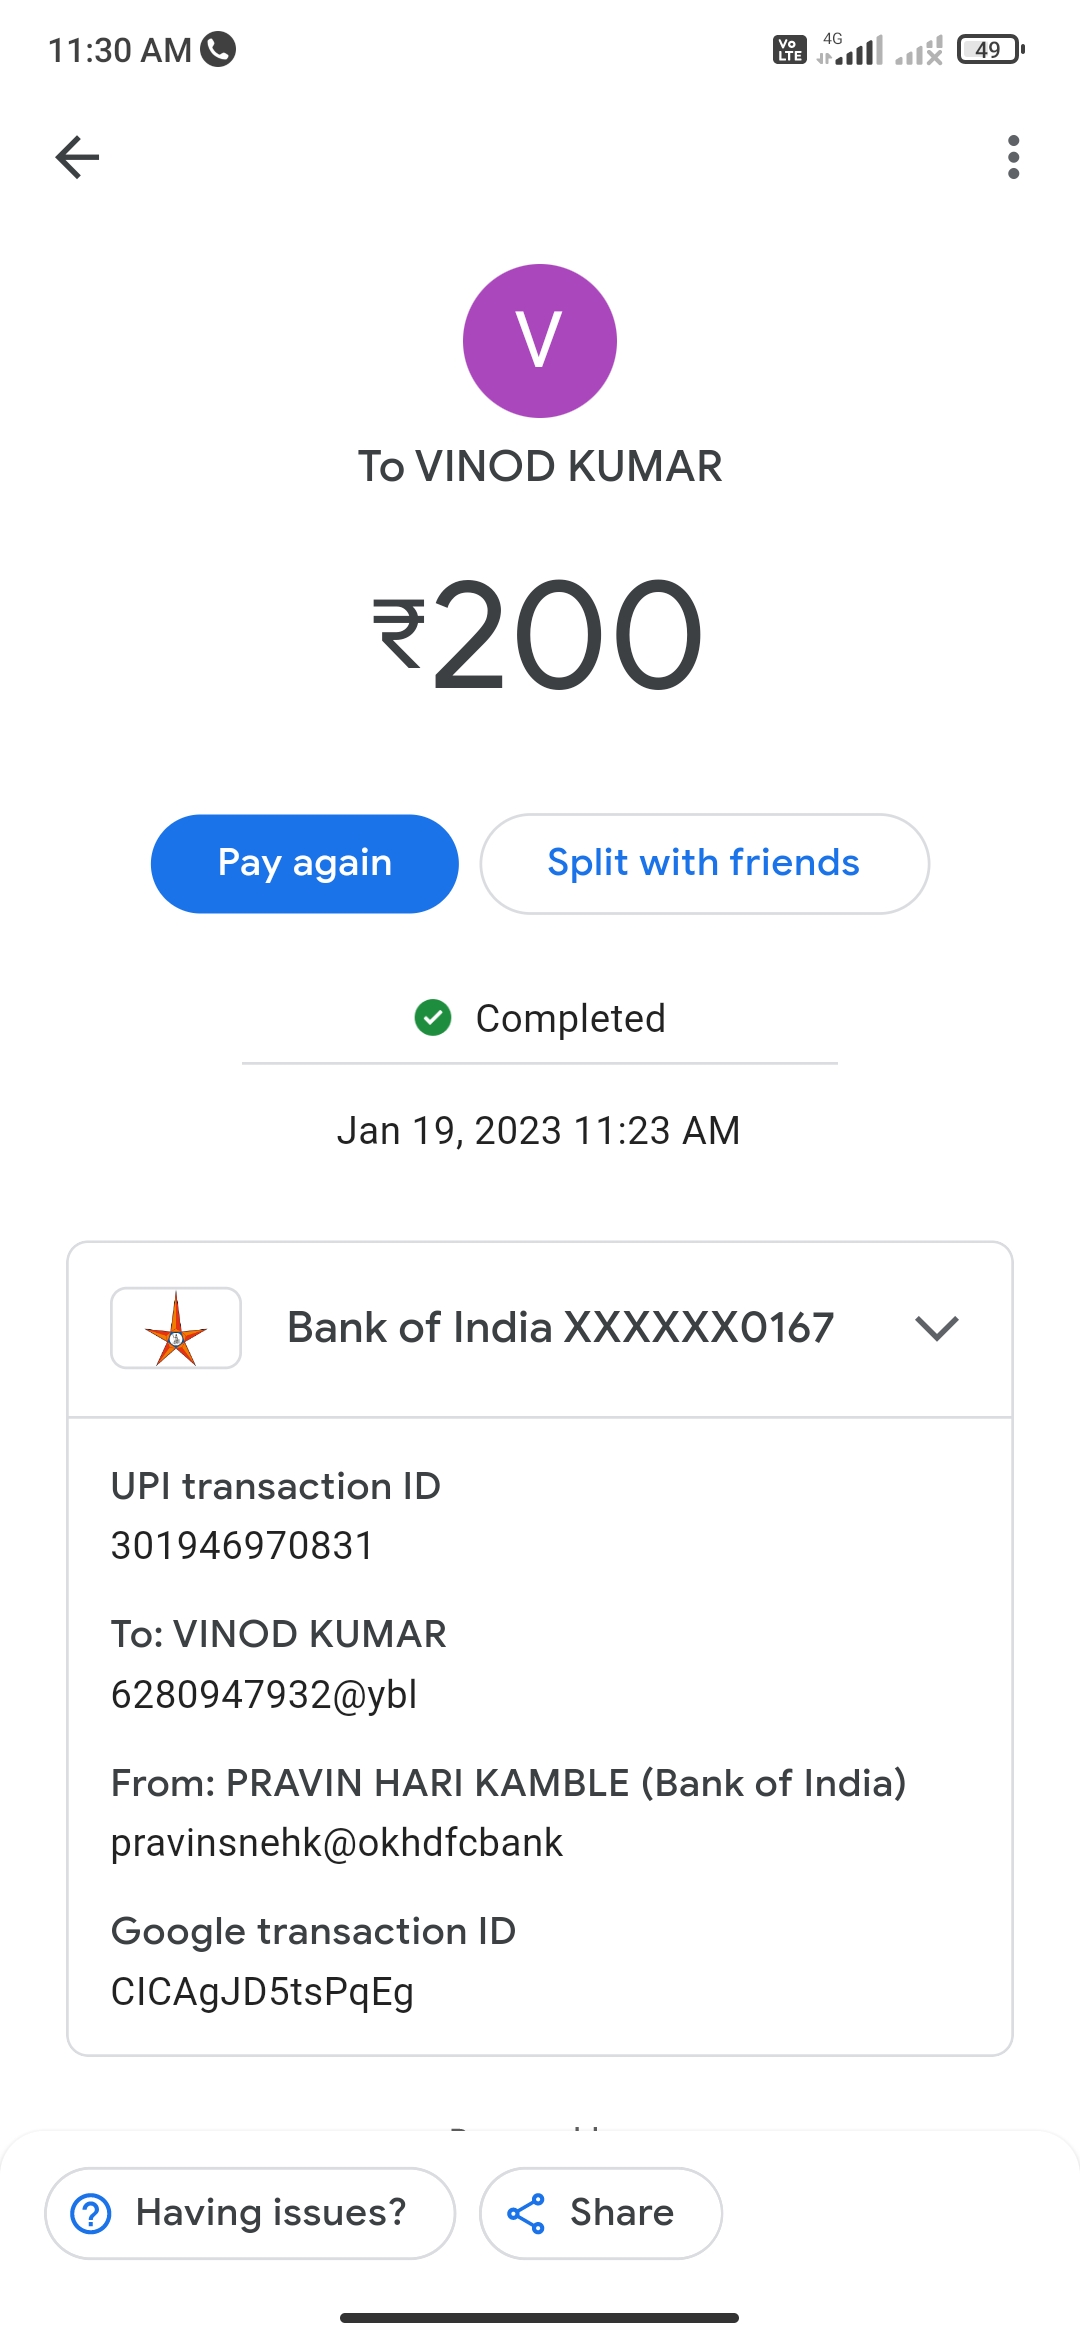 11:30 AM
Vo LTE 4G 49
V
To VINOD KUMAR
₹200
Pay again
Split with friends
Completed
Jan 19, 2023 11:23 AM
Bank of India XXXXXX0167
UPI transaction ID
301946970831
To: VINOD KUMAR
6280947932@ybl
From: PRAVIN HARI KAMBLE (Bank of India)
pravinsnehk@okhdfcbank
Google transaction ID
CICAgJD5tsPqEg
Having issues?
Share